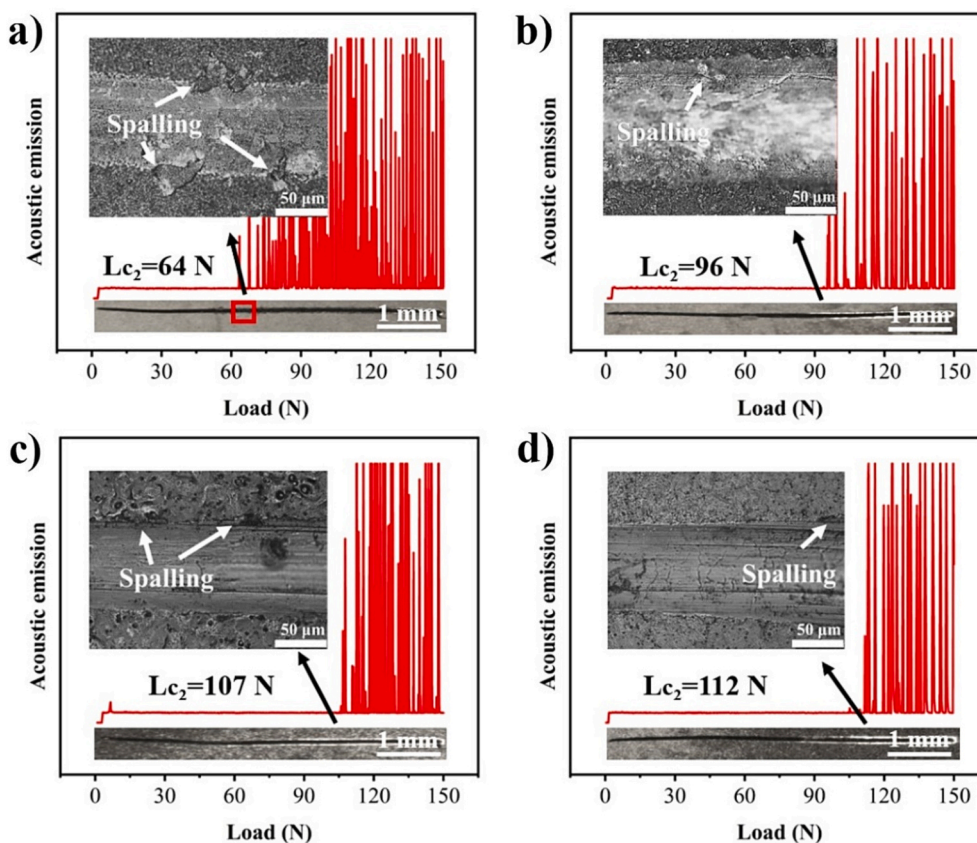 a)
Acoustic emission
Spalling
50 µm
Lc₂=64 N
1 mm
0 30 60 90 120 150
Load (N)
b)
Acoustic emission
Spalling
50 µm
Lc₂=96 N
1 mm
0 30 60 90 120 150
Load (N)
c)
Acoustic emission
Spalling
50 µm
Lc₂=107 N
1 mm
0 30 60 90 120 150
Load (N)
d)
Acoustic emission
Spalling
50 µm
Lc₂=112 N
1 mm
0 30 60 90 120 150
Load (N)